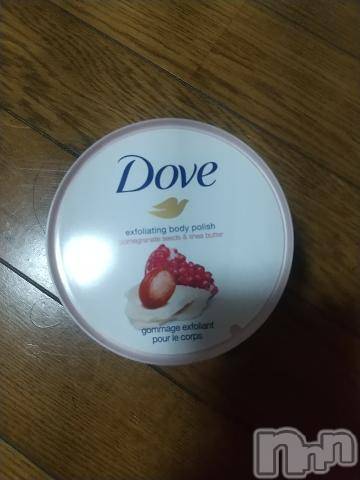 Dove
exfoliating body polish
pomegranate seeds & shea butter
gommage exfoliant
pour le corps
nnn